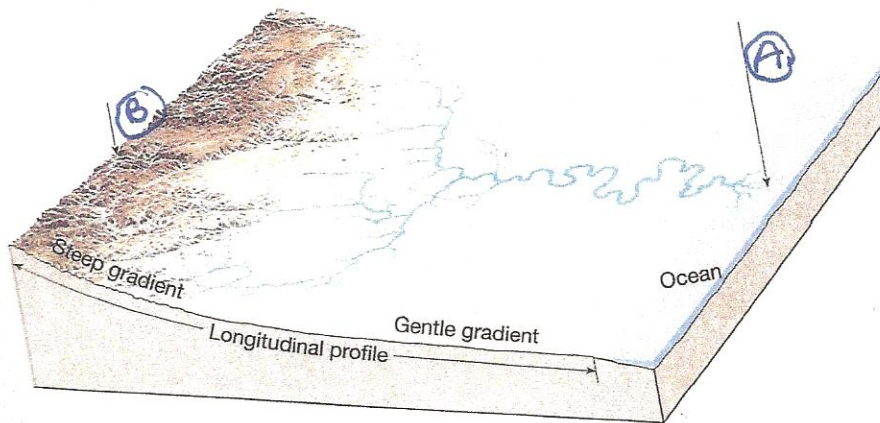 A
B
Steep gradient
Ocean
Gentle gradient
Longitudinal profile